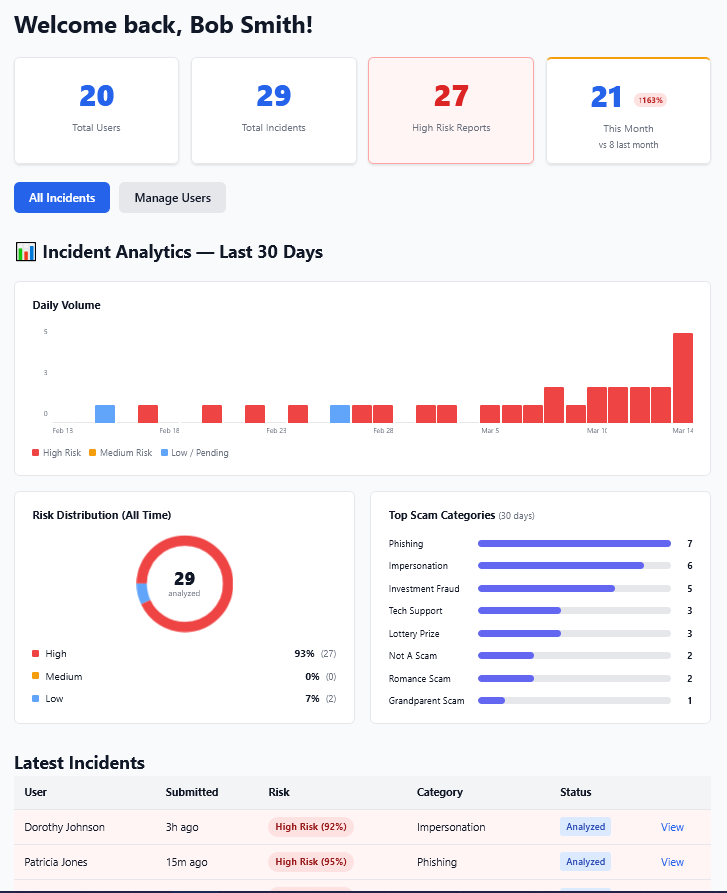 Welcome back, Bob Smith!
20
Total Users
29
Total Incidents
27
High Risk Reports
21 ↑163%
This Month
vs 8 last month
All Incidents
Manage Users
📊 Incident Analytics — Last 30 Days
Daily Volume
5
3
0
Feb 13 Feb 18 Feb 23 Feb 28 Mar 5 Mar 10 Mar 14
High Risk Medium Risk Low / Pending
Risk Distribution (All Time)
29
analyzed
High 93% (27)
Medium 0% (0)
Low 7% (2)
Top Scam Categories (30 days)
Phishing 7
Impersonation 6
Investment Fraud 5
Tech Support 3
Lottery Prize 3
Not A Scam 2
Romance Scam 2
Grandparent Scam 1
Latest Incidents
User Submitted Risk Category Status
Dorothy Johnson 3h ago High Risk (92%) Impersonation Analyzed View
Patricia Jones 15m ago High Risk (95%) Phishing Analyzed View